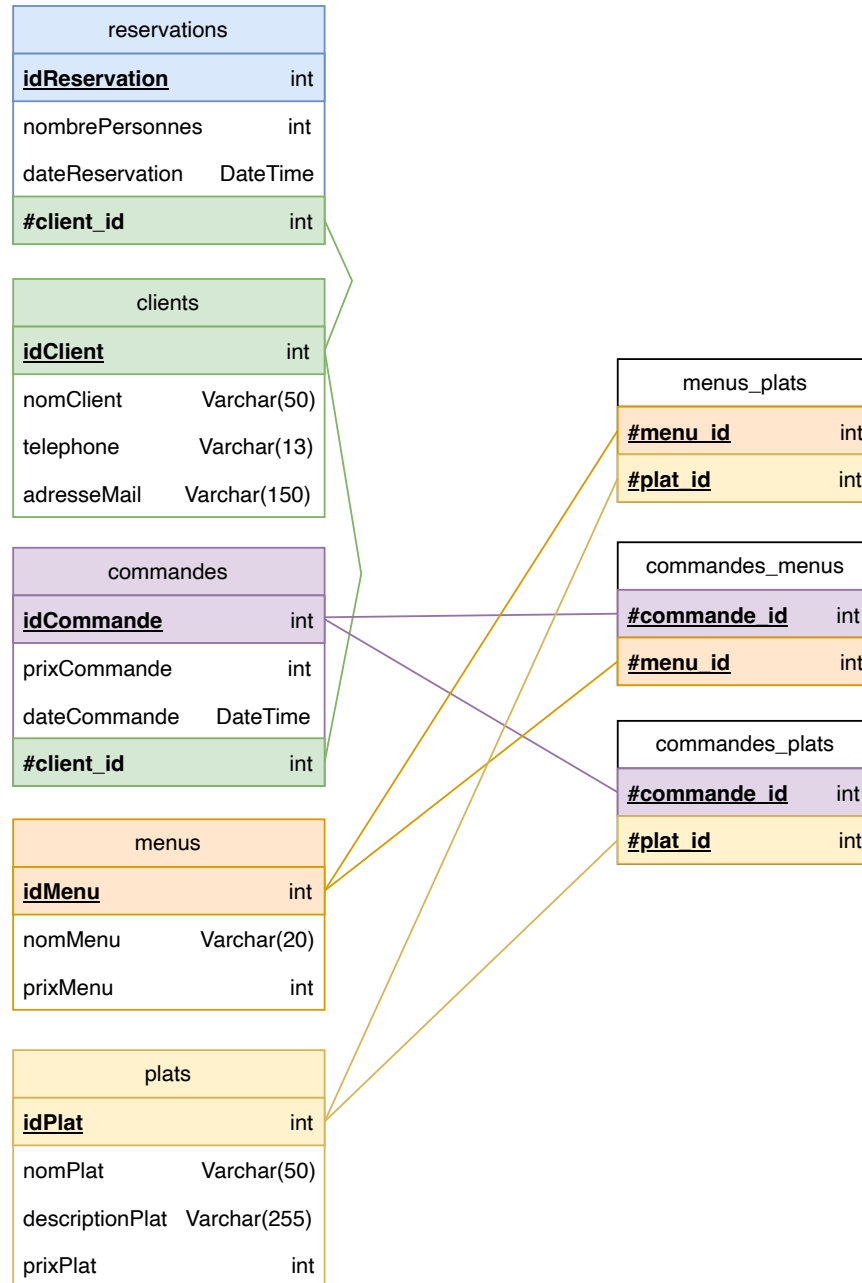 reservations
idReservation int
nombrePersonnes int
dateReservation DateTime
#client_id int
clients
idClient int
nomClient Varchar(50)
telephone Varchar(13)
adresseMail Varchar(150)
commandes
idCommande int
prixCommande int
dateCommande DateTime
#client_id int
menus
idMenu int
nomMenu Varchar(20)
prixMenu int
plats
idPlat int
nomPlat Varchar(50)
descriptionPlat Varchar(255)
prixPlat int
menus_plats
#menu_id int
#plat_id int
commandes_menus
#commande_id int
#menu_id int
commandes_plats
#commande_id int
#plat_id int